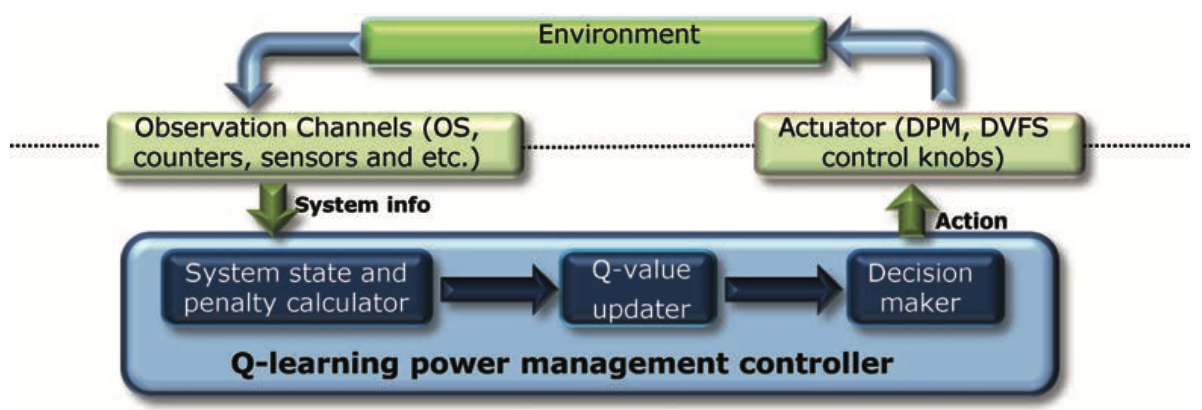 Environment
Observation Channels (OS,
counters, sensors and etc.)
Actuator (DPM, DVFS
control knobs)
System info
Action
System state and
penalty calculator
Q-value
updater
Decision
maker
Q-learning power management controller